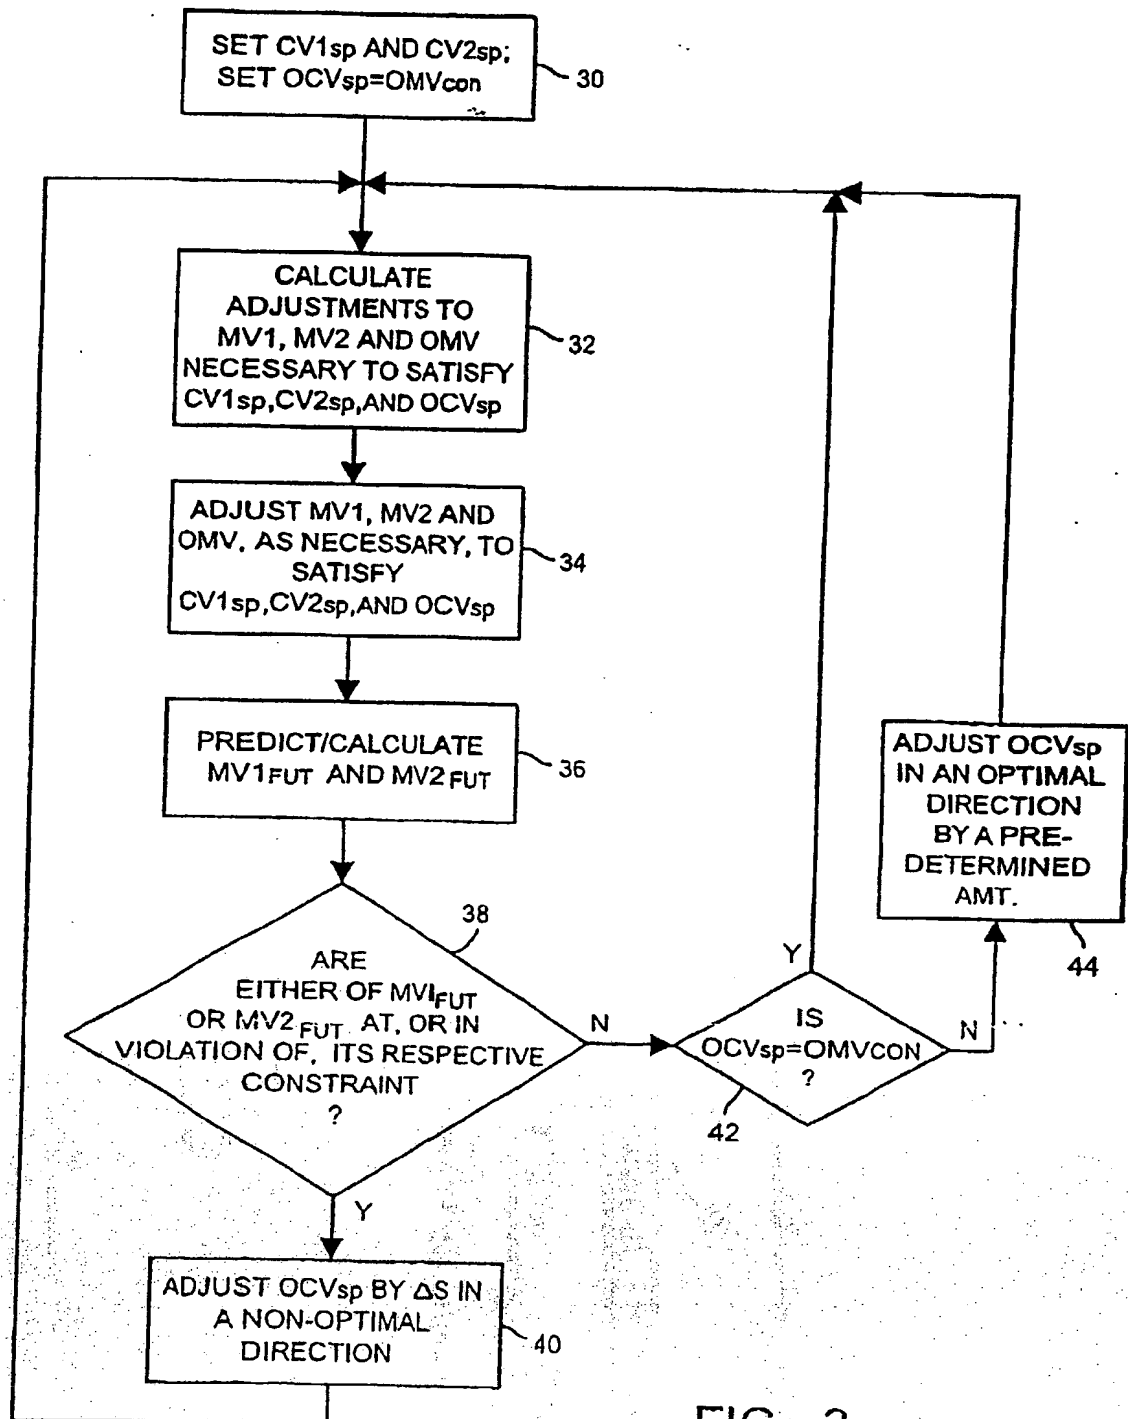 SET CV1sp AND CV2sp;
SET OCVsp=OMVcon
30
CALCULATE
ADJUSTMENTS TO
MV1, MV2 AND OMV
NECESSARY TO SATISFY
CV1sp,CV2sp,AND OCVsp
32
ADJUST MV1, MV2 AND
OMV, AS NECESSARY, TO
SATISFY
CV1sp,CV2sp,AND OCVsp
34
PREDICT/CALCULATE
MV1FUT AND MV2FUT
36
38
ARE
EITHER OF MV1FUT
OR MV2FUT AT, OR IN
VIOLATION OF, ITS RESPECTIVE
CONSTRAINT
?
N
Y
IS
OCVsp=OMVCON
?
42
Y
N
ADJUST OCVsp
IN AN OPTIMAL
DIRECTION
BY A PRE-
DETERMINED
AMT.
44
ADJUST OCVsp BY ΔS IN
A NON-OPTIMAL
DIRECTION
40